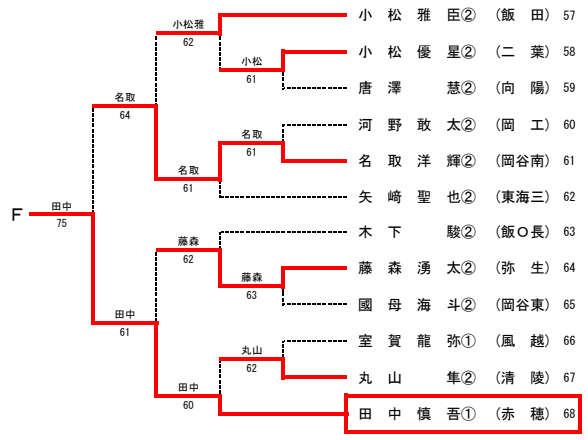 小松雅臣② （飯 田） 57
小松雅
62
小松優星② （二 葉） 58
小松
61
唐澤 慧② （向 陽） 59
名取
64
河野敢太② （岡 工） 60
名取
61
名取洋輝② （岡谷南） 61
名取
61
矢﨑聖也② （東海三） 62
F
田中
75
木下 駿② （飯O長） 63
藤森
62
藤森湧太② （弥 生） 64
藤森
63
國母海斗② （岡谷東） 65
田中
61
室賀龍弥① （風 越） 66
丸山
62
丸山 隼② （清 陵） 67
田中
60
田中慎吾① （赤 穂） 68